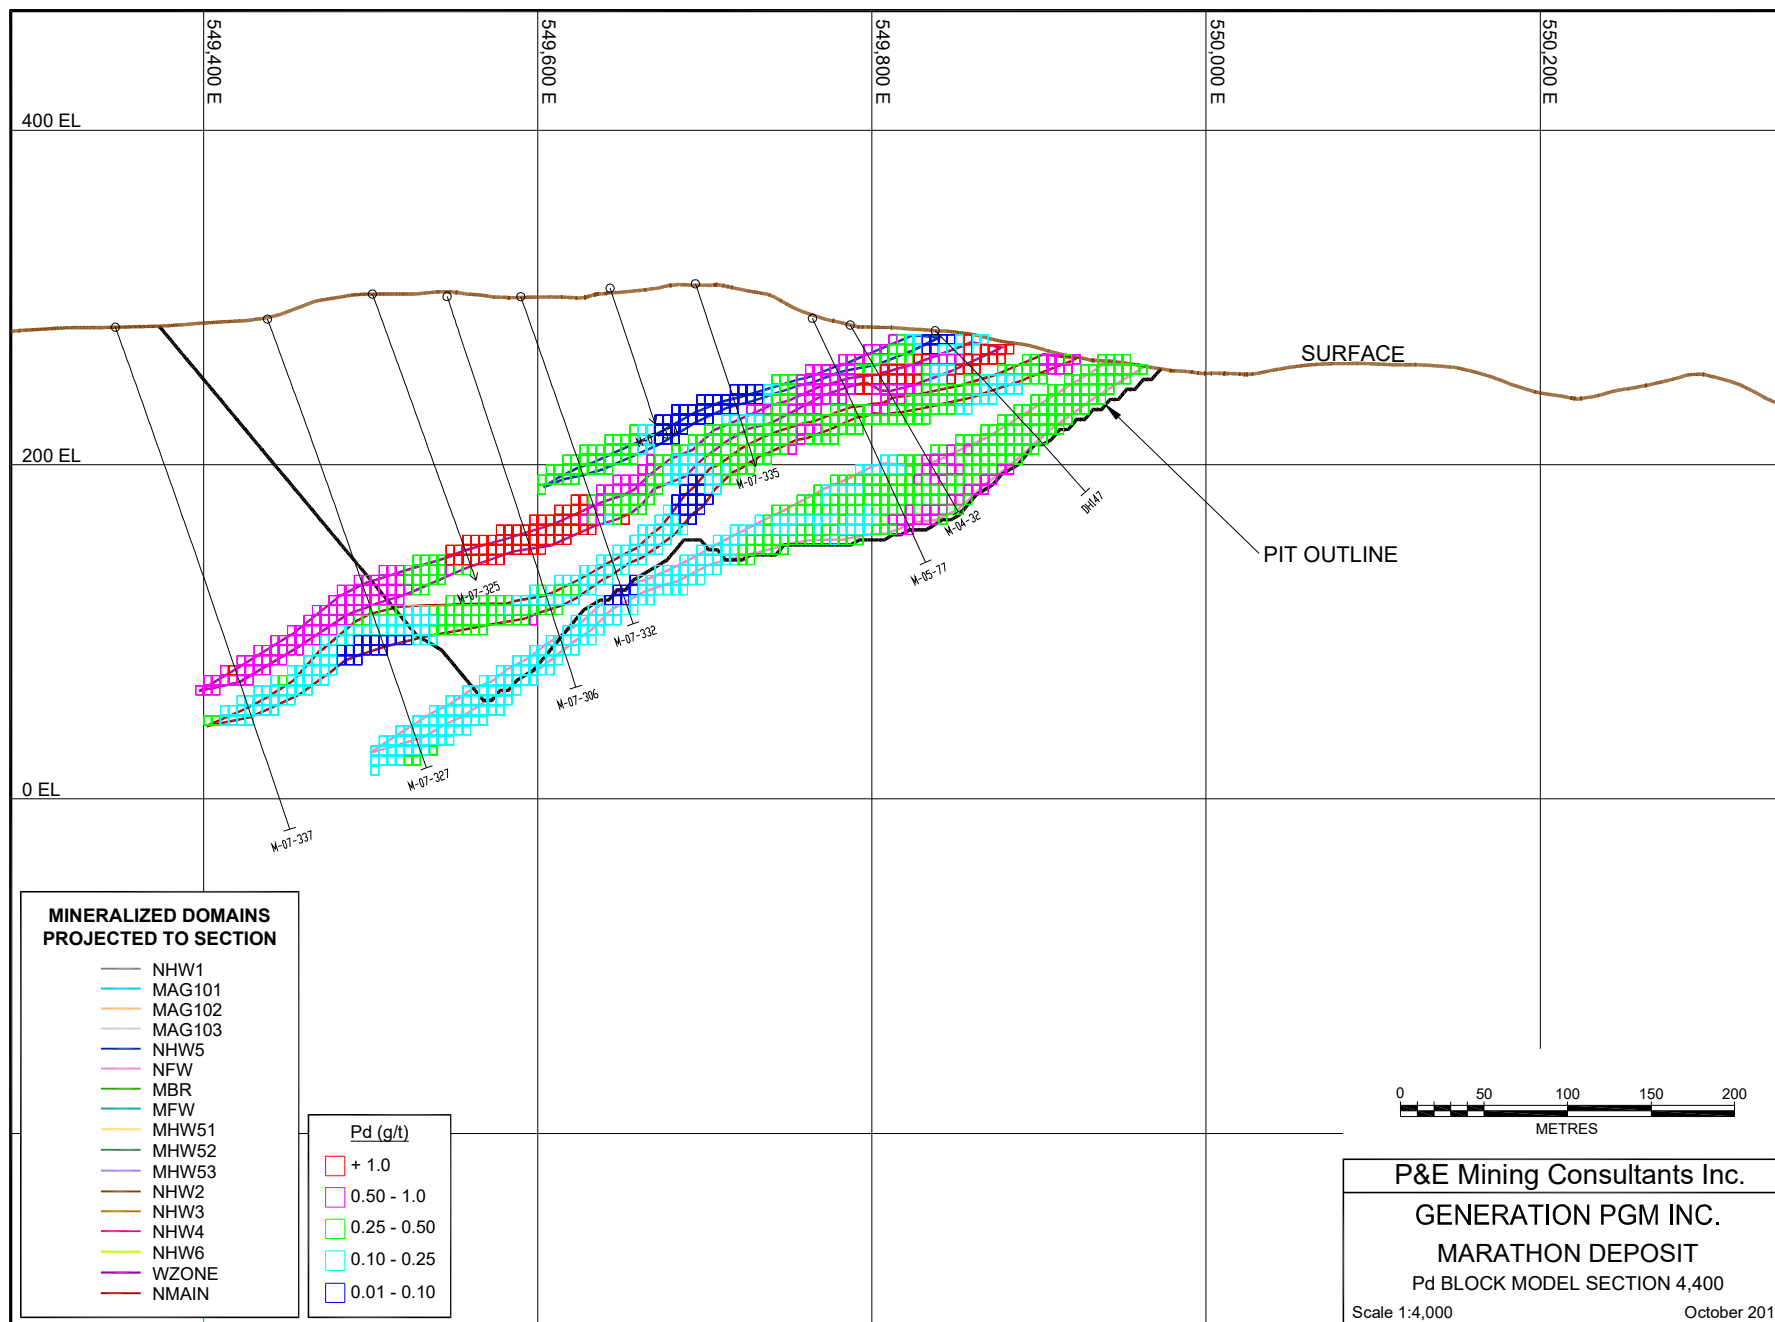 549,400 E
549,600 E
549,800 E
550,000 E
550,200 E
400 EL
SURFACE
200 EL
M-07-335
DH147
M-04-32
PIT OUTLINE
M-05-77
M-07-325
M-07-332
M-07-306
M-07-327
0 EL
M-07-337
MINERALIZED DOMAINS
PROJECTED TO SECTION
NHW1
MAG101
MAG102
MAG103
NHW5
NFW
MBR
MFW
MHW51
MHW52
MHW53
NHW2
NHW3
NHW4
NHW6
WZONE
NMAIN
Pd (g/t)
+ 1.0
0.50 - 1.0
0.25 - 0.50
0.10 - 0.25
0.01 - 0.10
0 50 100 150 200
METRES
P&E Mining Consultants Inc.
GENERATION PGM INC.
MARATHON DEPOSIT
Pd BLOCK MODEL SECTION 4,400
Scale 1:4,000 October 201